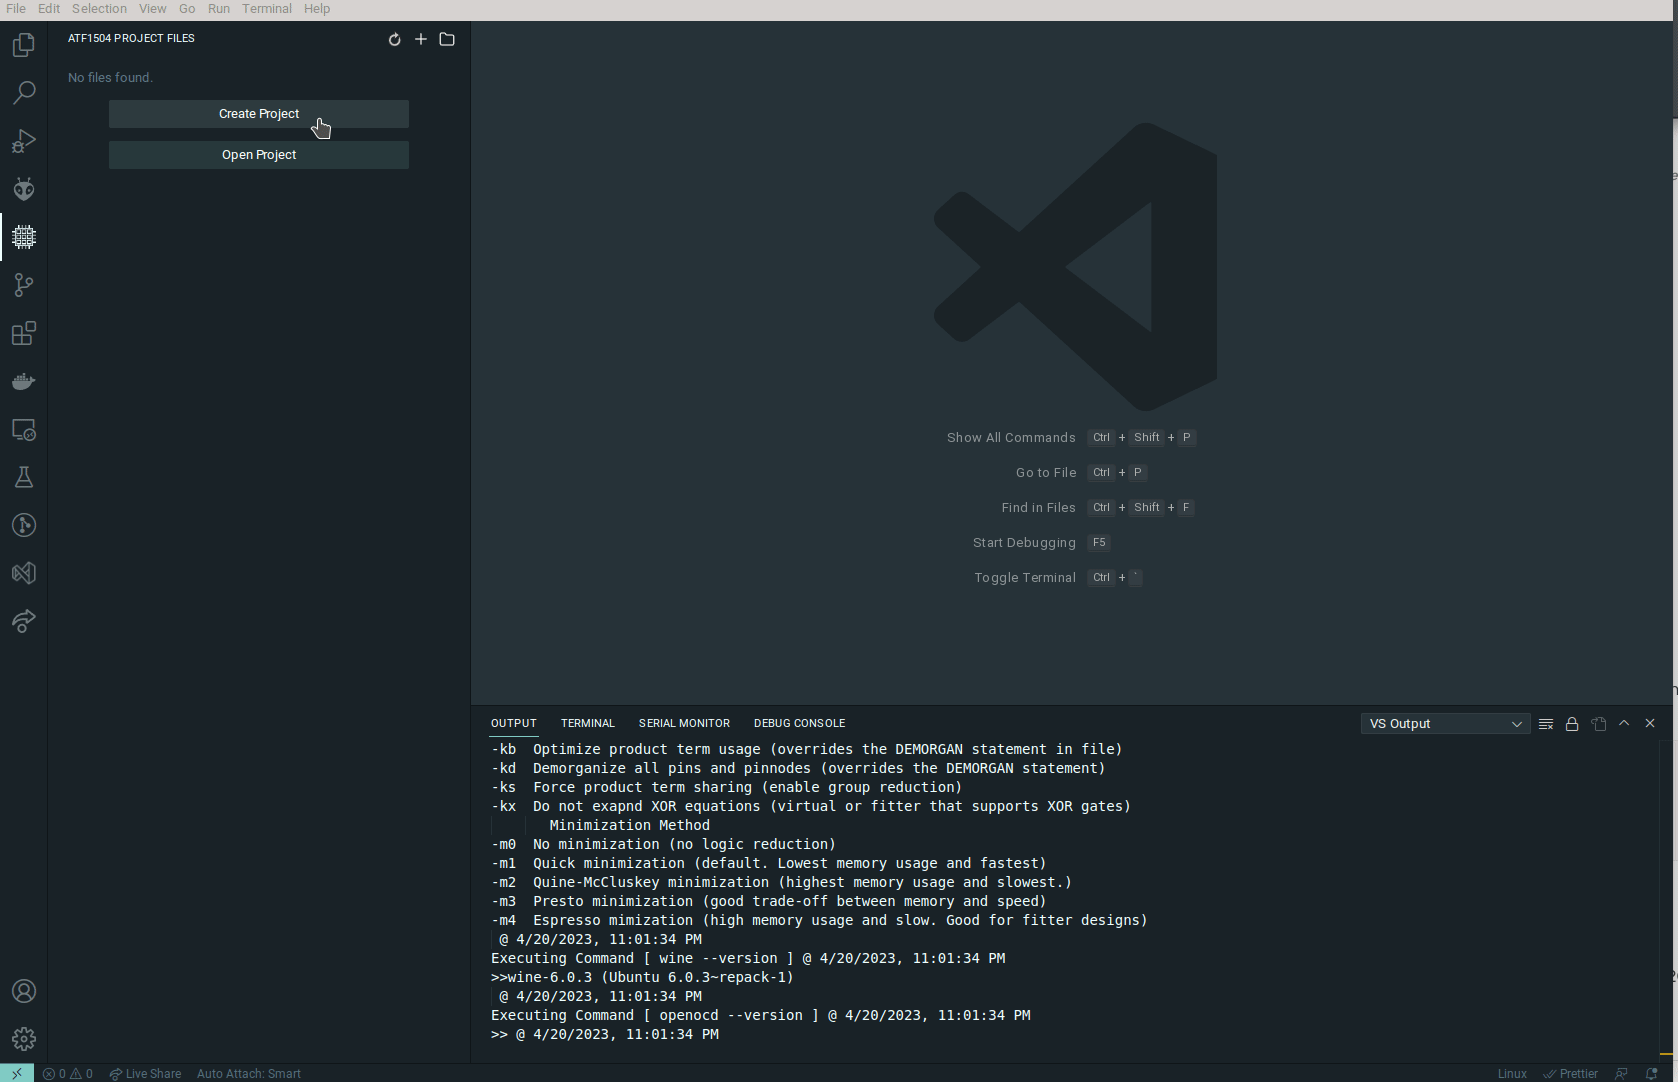 File Edit Selection View Go Run Terminal Help
ATF1504 PROJECT FILES
No files found.
Create Project
Open Project
Show All Commands Ctrl + Shift + P
Go to File Ctrl + P
Find in Files Ctrl + Shift + F
Start Debugging F5
Toggle Terminal Ctrl + `
OUTPUT TERMINAL SERIAL MONITOR DEBUG CONSOLE VS Output
-kb Optimize product term usage (overrides the DEMORGAN statement in file)
-kd Demorganize all pins and pinnodes (overrides the DEMORGAN statement)
-ks Force product term sharing (enable group reduction)
-kx Do not exapnd XOR equations (virtual or fitter that supports XOR gates)
Minimization Method
-m0 No minimization (no logic reduction)
-m1 Quick minimization (default. Lowest memory usage and fastest)
-m2 Quine-McCluskey minimization (highest memory usage and slowest.)
-m3 Presto minimization (good trade-off between memory and speed)
-m4 Espresso mimization (high memory usage and slow. Good for fitter designs)
@ 4/20/2023, 11:01:34 PM
Executing Command [ wine --version ] @ 4/20/2023, 11:01:34 PM
>>wine-6.0.3 (Ubuntu 6.0.3~repack-1)
@ 4/20/2023, 11:01:34 PM
Executing Command [ openocd --version ] @ 4/20/2023, 11:01:34 PM
>> @ 4/20/2023, 11:01:34 PM
0 0 Live Share Auto Attach: Smart Linux Prettier